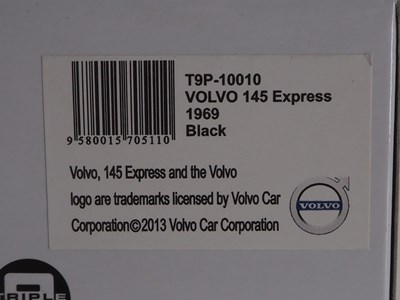 T9P-10010
VOLVO 145 Express
1969
Black
9 580015 705110
Volvo, 145 Express and the Volvo
logo are trademarks licensed by Volvo Car
Corporation©2013 Volvo Car Corporation
VOLVO
TRIPLE